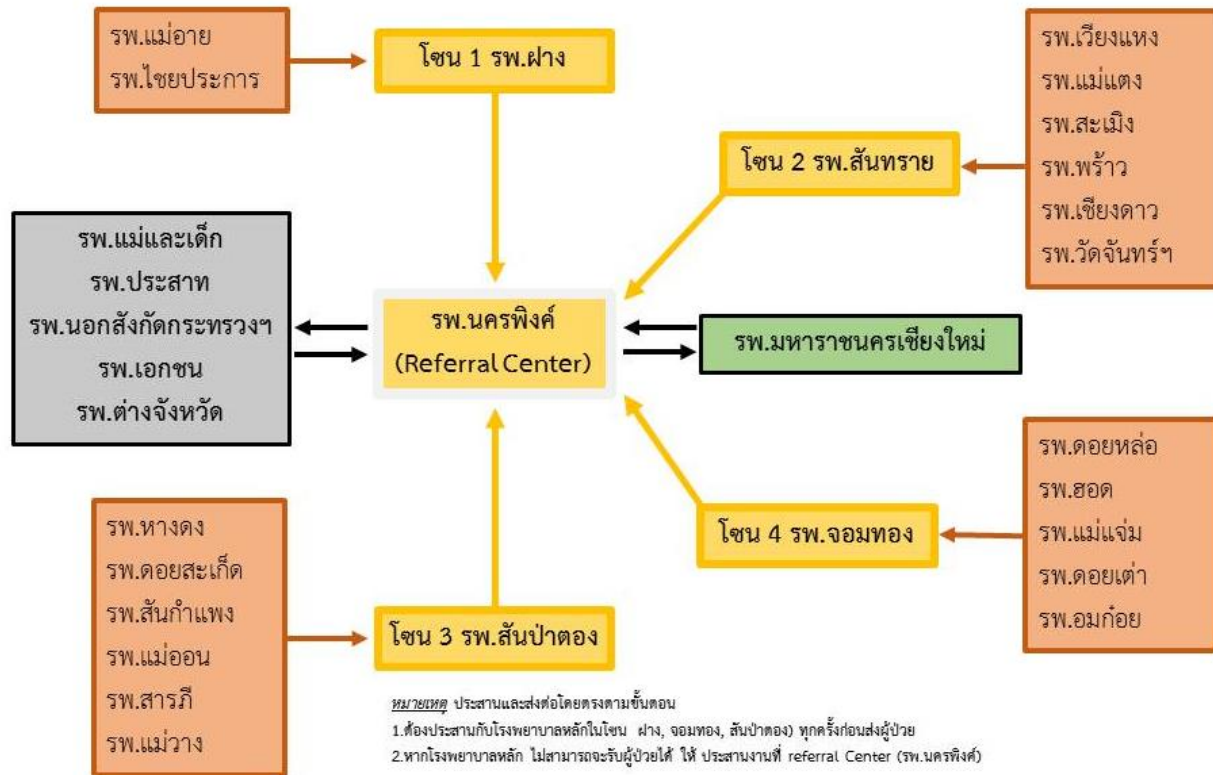 รพ.แม่อาย
รพ.ไชยประการ
โซน 1 รพ.ฝาง
รพ.เวียงแหง
รพ.แม่แตง
รพ.สะเมิง
รพ.พร้าว
รพ.เชียงดาว
รพ.วัดจันทร์ฯ
โซน 2 รพ.สันทราย
รพ.แม่และเด็ก
รพ.ประสาท
รพ.นอกสังกัดกระทรวงฯ
รพ.เอกชน
รพ.ต่างจังหวัด
รพ.นครพิงค์
(Referral Center)
รพ.มหาราชนครเชียงใหม่
รพ.หางดง
รพ.ดอยสะเก็ด
รพ.สันกำแพง
รพ.แม่ออน
รพ.สารภี
รพ.แม่วาง
โซน 3 รพ.สันป่าตอง
โซน 4 รพ.จอมทอง
รพ.ดอยหล่อ
รพ.ฮอด
รพ.แม่แจ่ม
รพ.ดอยเต่า
รพ.อมก๋อย
หมายเหตุ ประสานและส่งต่อโดยตรงตามขั้นตอน
1.ต้องประสานกับโรงพยาบาลหลักในโซน ฝาง, จอมทอง, สันป่าตอง) ทุกครั้งก่อนส่งผู้ป่วย
2.หากโรงพยาบาลหลัก ไม่สามารถจะรับผู้ป่วยได้ ให้ ประสานงานที่ referral Center (รพ.นครพิงค์)